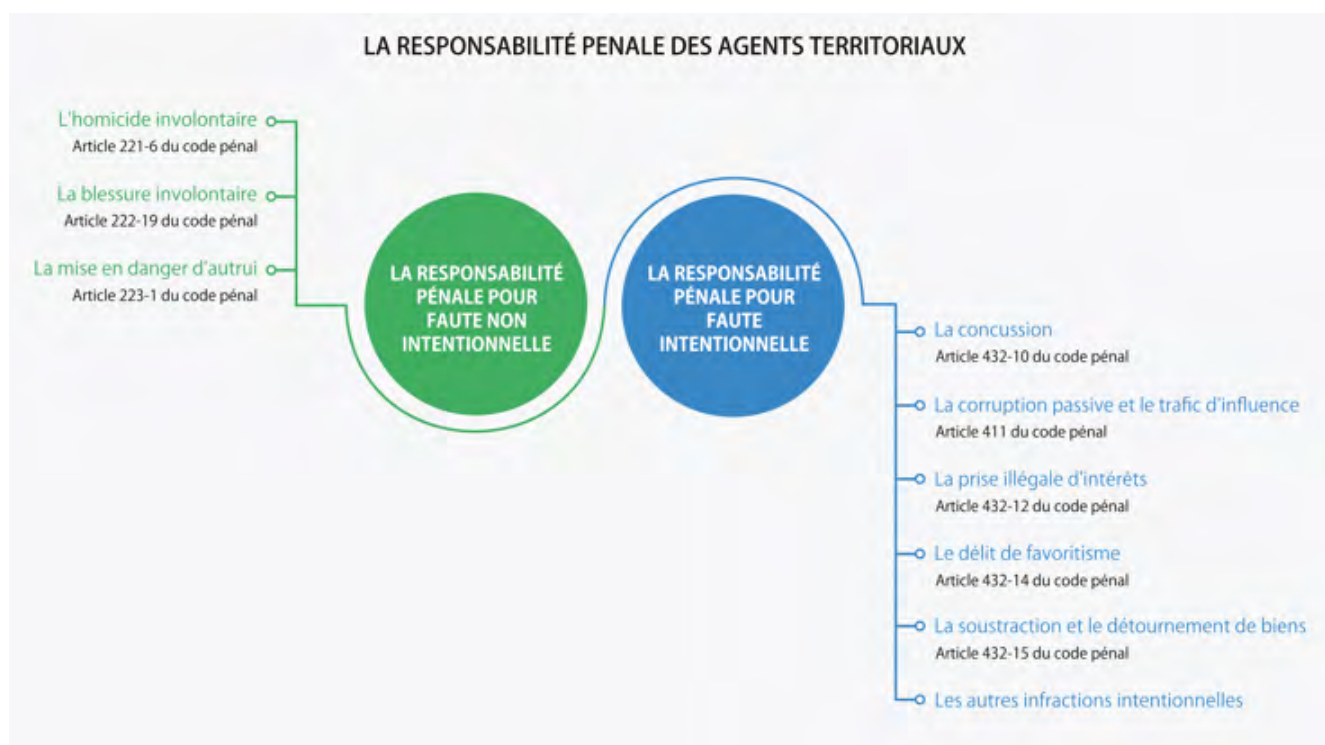 LA RESPONSABILITÉ PENALE DES AGENTS TERRITORIAUX
L'homicide involontaire
Article 221-6 du code pénal
La blessure involontaire
Article 222-19 du code pénal
La mise en danger d'autrui
Article 223-1 du code pénal
LA RESPONSABILITÉ
PÉNALE POUR
FAUTE NON
INTENTIONNELLE
LA RESPONSABILITÉ
PÉNALE POUR
FAUTE
INTENTIONNELLE
La concussion
Article 432-10 du code pénal
La corruption passive et le trafic d'influence
Article 411 du code pénal
La prise illégale d'intérêts
Article 432-12 du code pénal
Le délit de favoritisme
Article 432-14 du code pénal
La soustraction et le détournement de biens
Article 432-15 du code pénal
Les autres infractions intentionnelles